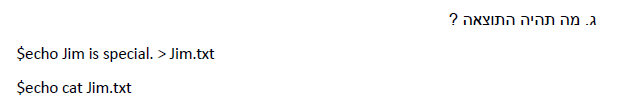 ג. מה תהיה התוצאה ?
$echo Jim is special. > Jim.txt
$echo cat Jim.txt